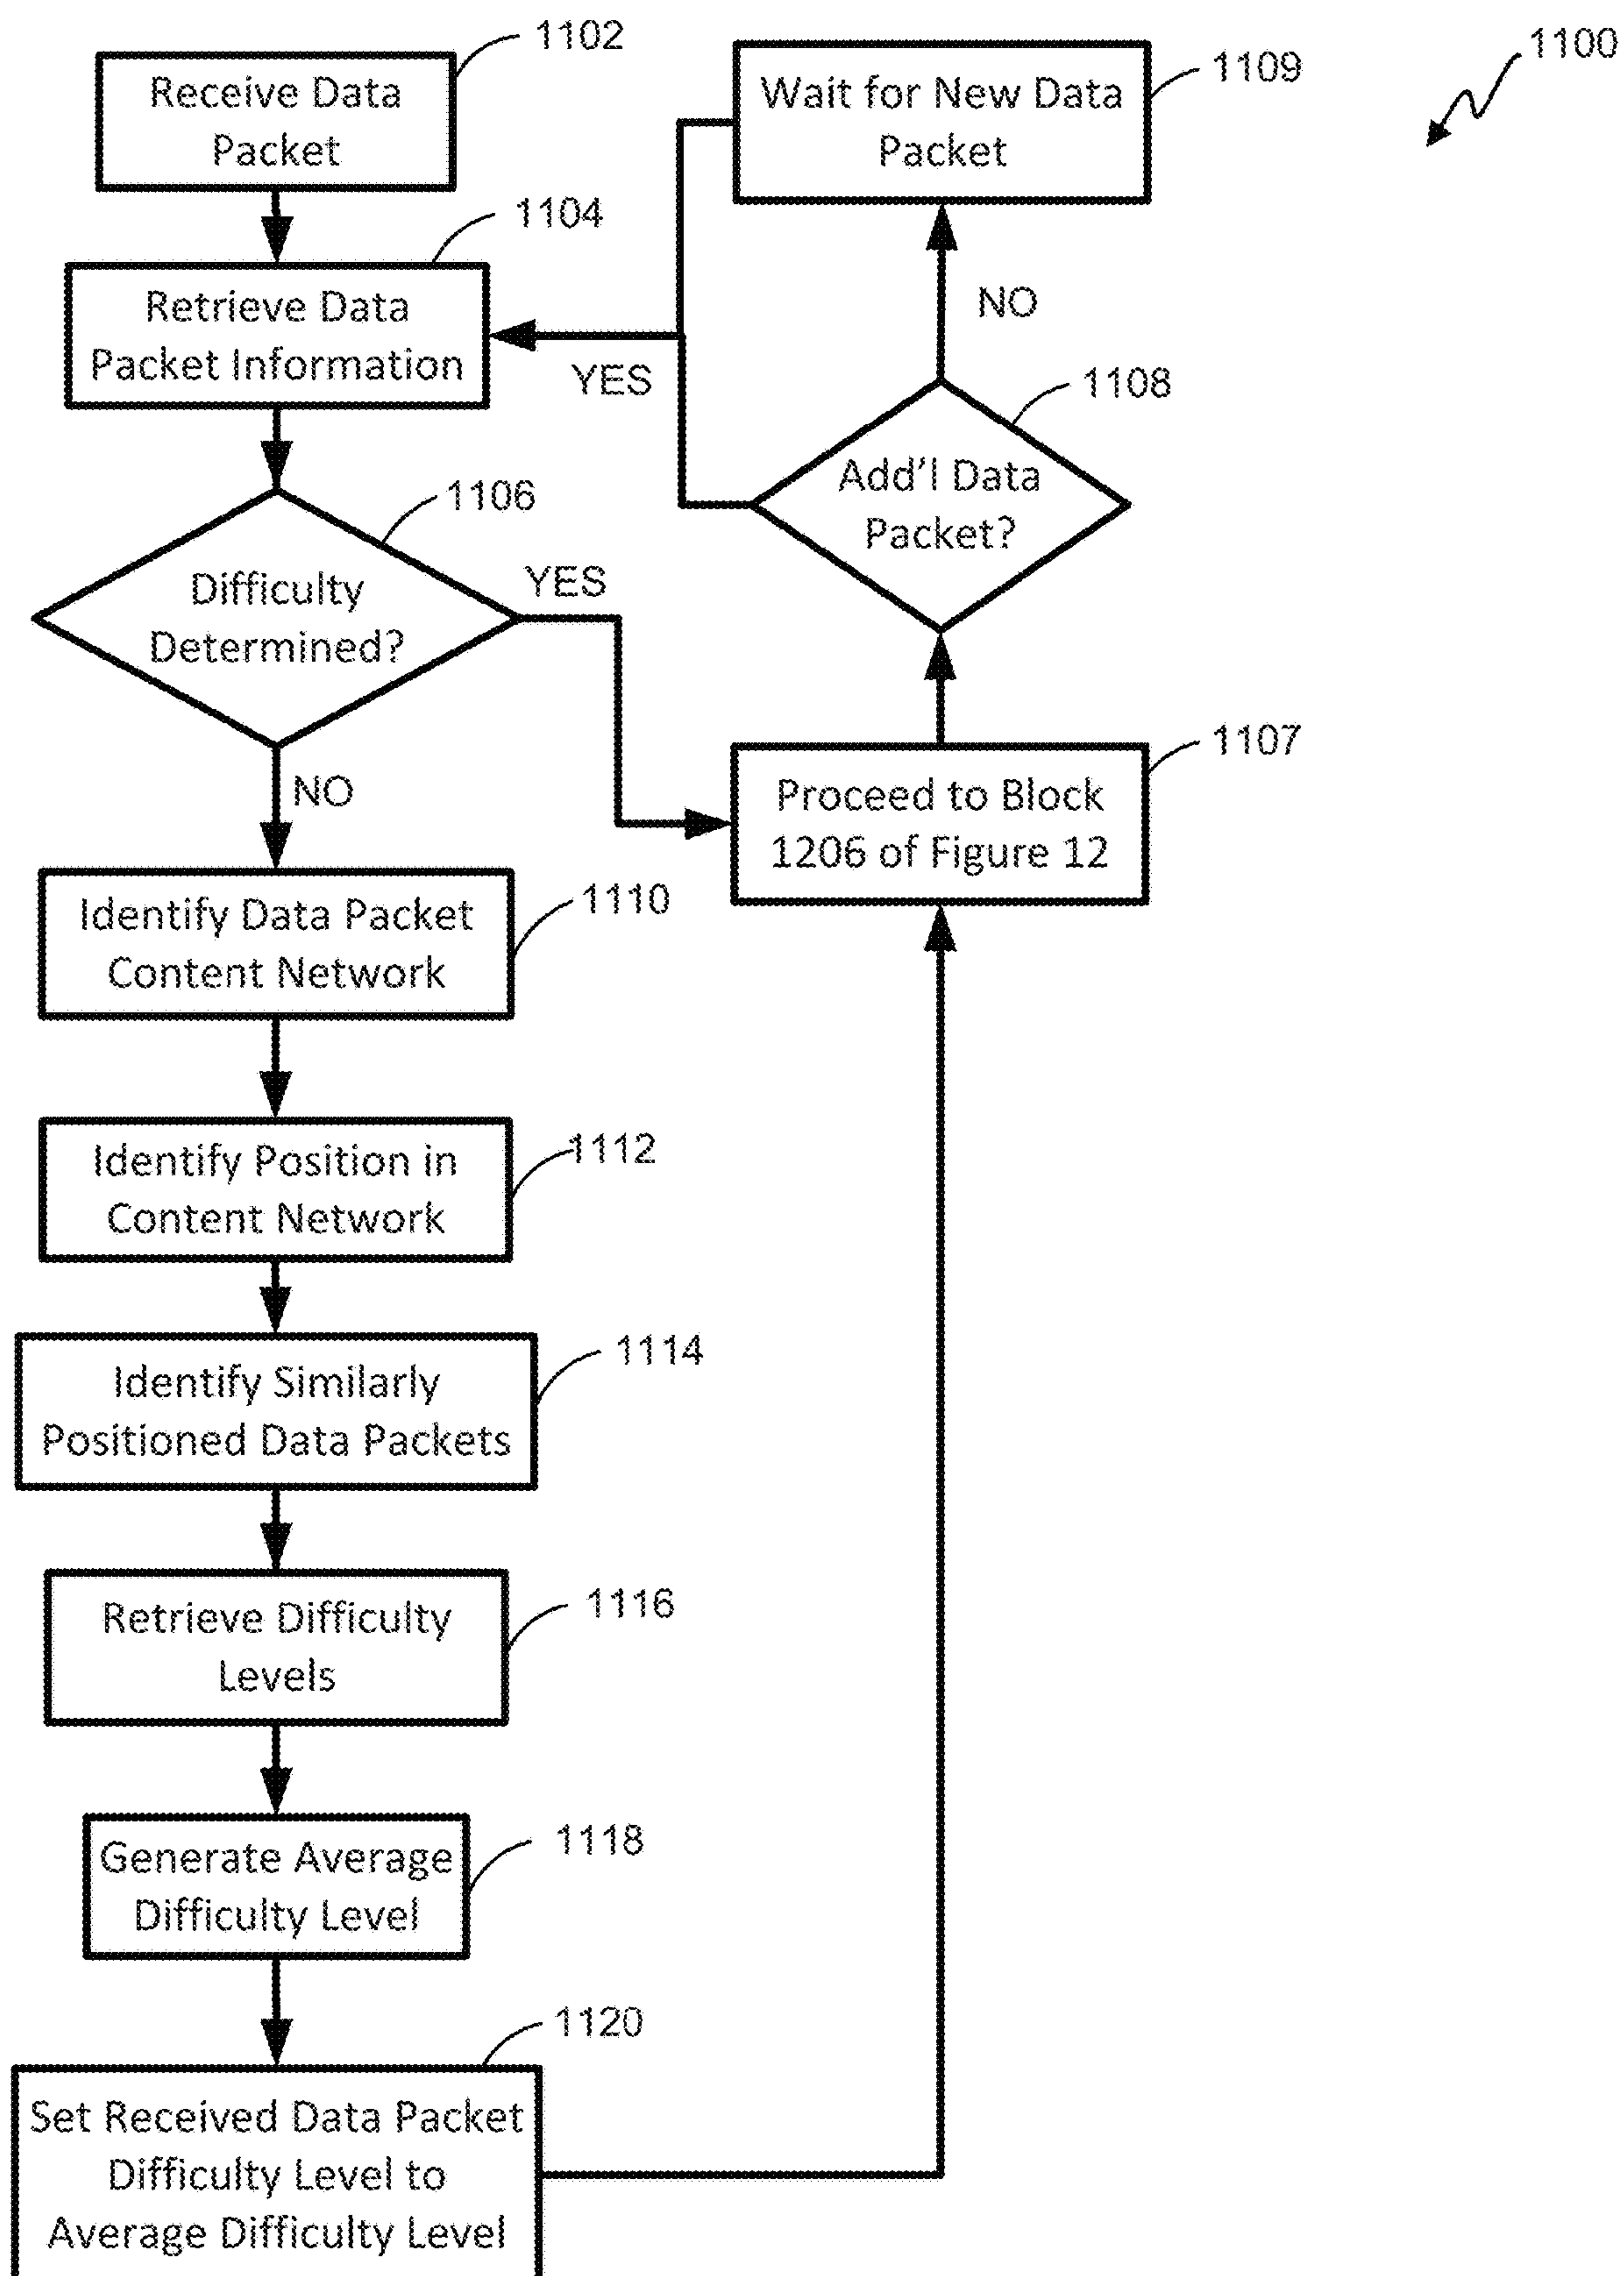 1100
1102
Receive Data
Packet
1104
Retrieve Data
Packet Information
1106
Difficulty
Determined?
YES
NO
1107
Proceed to Block
1206 of Figure 12
1108
Add'l Data
Packet?
YES
NO
1109
Wait for New Data
Packet
1110
Identify Data Packet
Content Network
1112
Identify Position in
Content Network
1114
Identify Similarly
Positioned Data Packets
1116
Retrieve Difficulty
Levels
1118
Generate Average
Difficulty Level
1120
Set Received Data Packet
Difficulty Level to
Average Difficulty Level